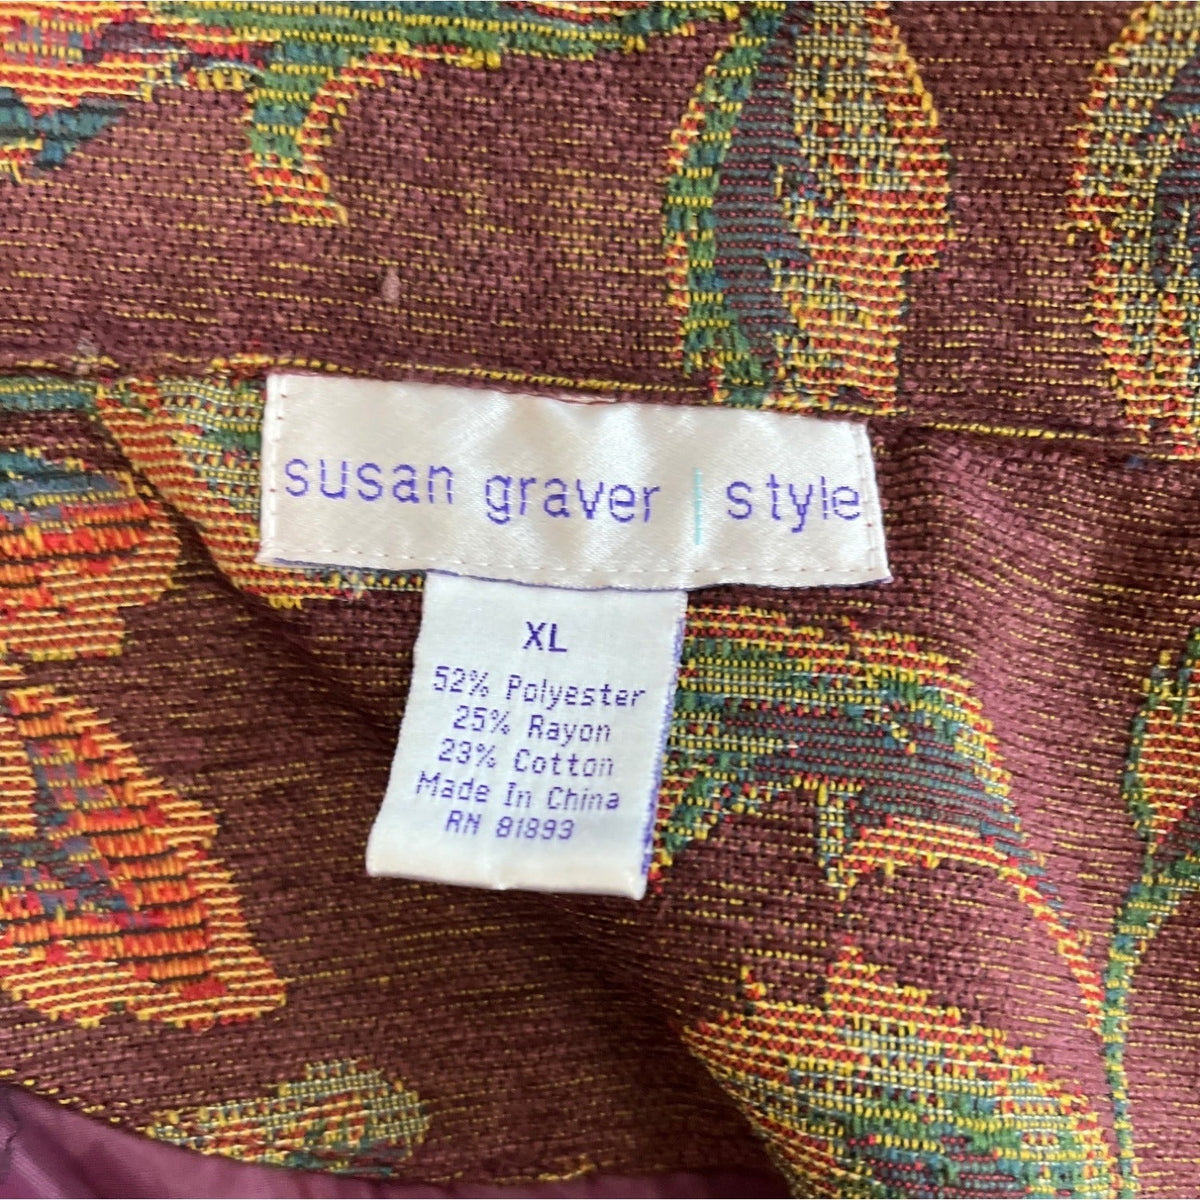 susan graver | style
XL
52% Polyester
25% Rayon
23% Cotton
Made In China
RN 81893